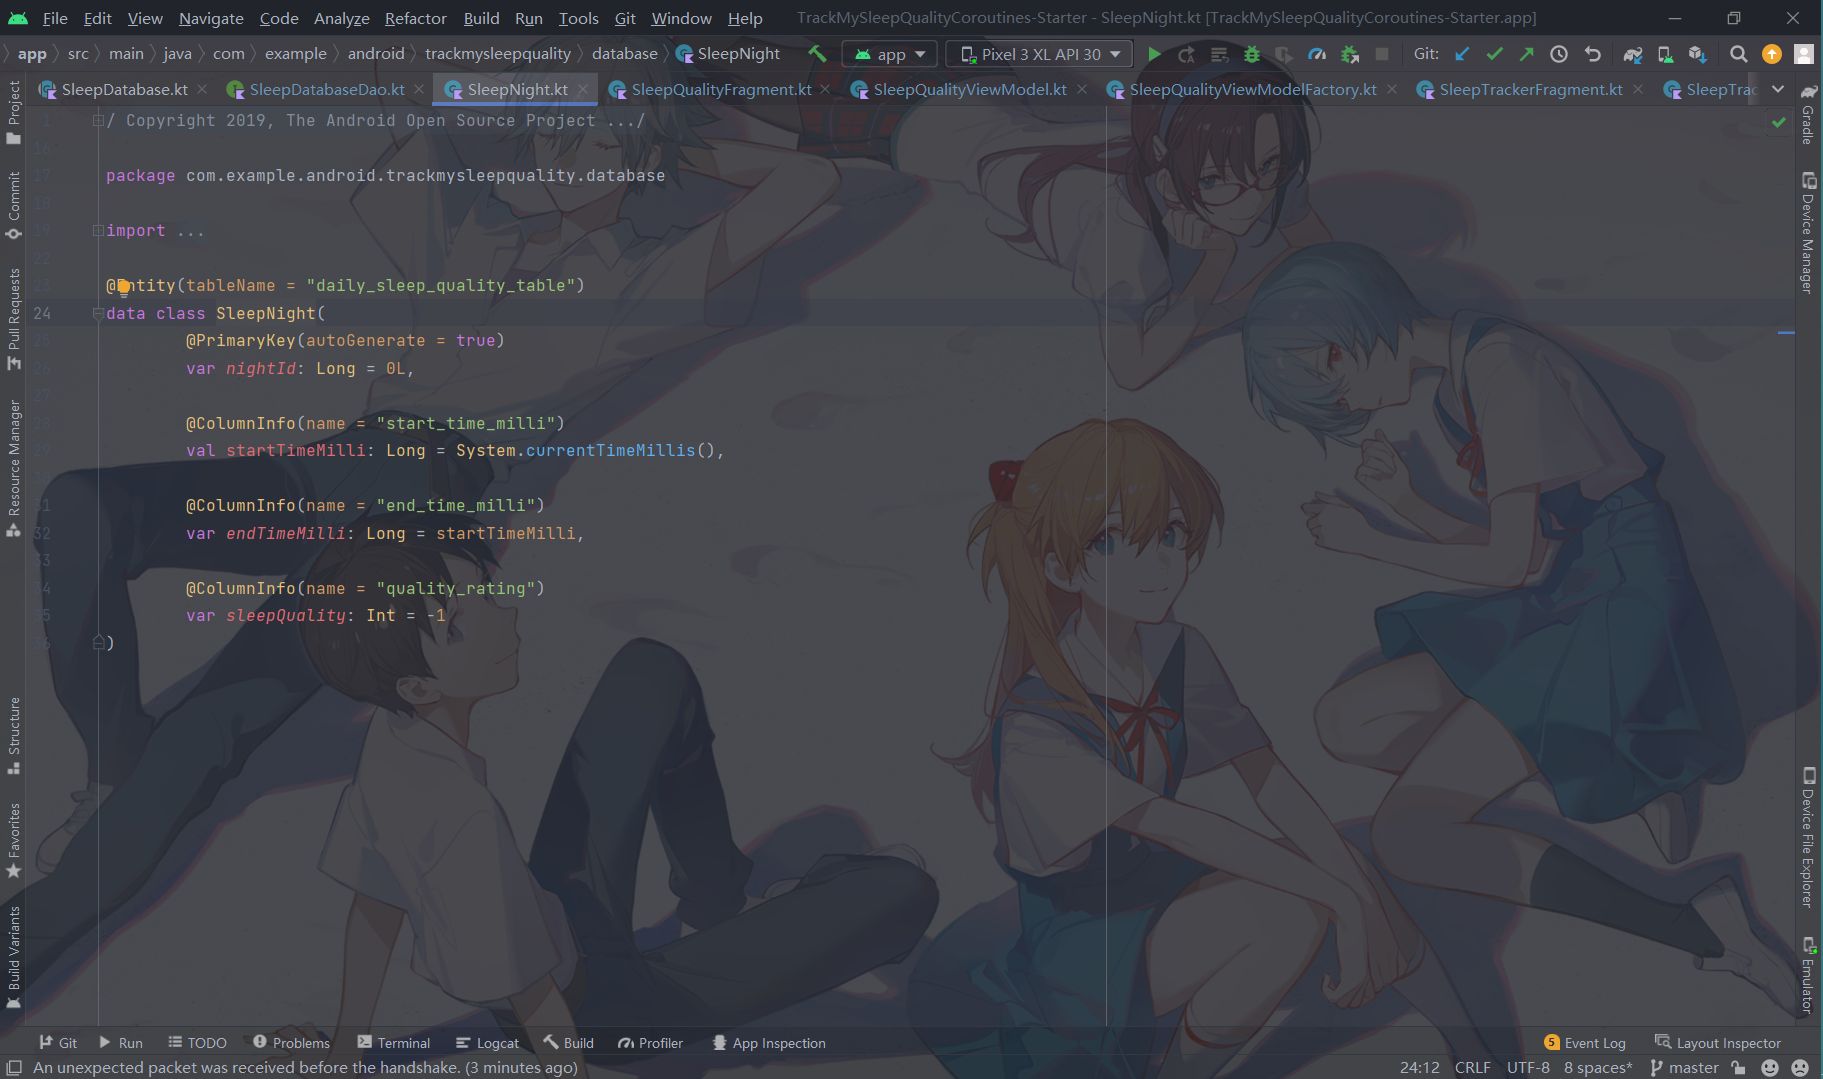 File Edit View Navigate Code Analyze Refactor Build Run Tools Git Window Help TrackMySleepQualityCoroutines-Starter - SleepNight.kt [TrackMySleepQualityCoroutines-Starter.app]
app src main java com example android trackmysleepquality database SleepNight app Pixel 3 XL API 30 Git:
SleepDatabase.kt SleepDatabaseDao.kt SleepNight.kt SleepQualityFragment.kt SleepQualityViewModel.kt SleepQualityViewModelFactory.kt SleepTrackerFragment.kt SleepTrac
Project
Commit
Pull Requests
Resource Manager
Structure
Favorites
Build Variants
1 / Copyright 2019, The Android Open Source Project .../
16
17 package com.example.android.trackmysleepquality.database
18
19 import ...
22
23 @Entity(tableName = "daily_sleep_quality_table")
24 data class SleepNight(
25 @PrimaryKey(autoGenerate = true)
26 var nightId: Long = 0L,
27
28 @ColumnInfo(name = "start_time_milli")
29 val startTimeMilli: Long = System.currentTimeMillis(),
30
31 @ColumnInfo(name = "end_time_milli")
32 var endTimeMilli: Long = startTimeMilli,
33
34 @ColumnInfo(name = "quality_rating")
35 var sleepQuality: Int = -1
36 )
Gradle
Device Manager
Device File Explorer
Emulator
Git Run TODO Problems Terminal Logcat Build Profiler App Inspection 5 Event Log Layout Inspector
An unexpected packet was received before the handshake. (3 minutes ago) 24:12 CRLF UTF-8 8 spaces* master